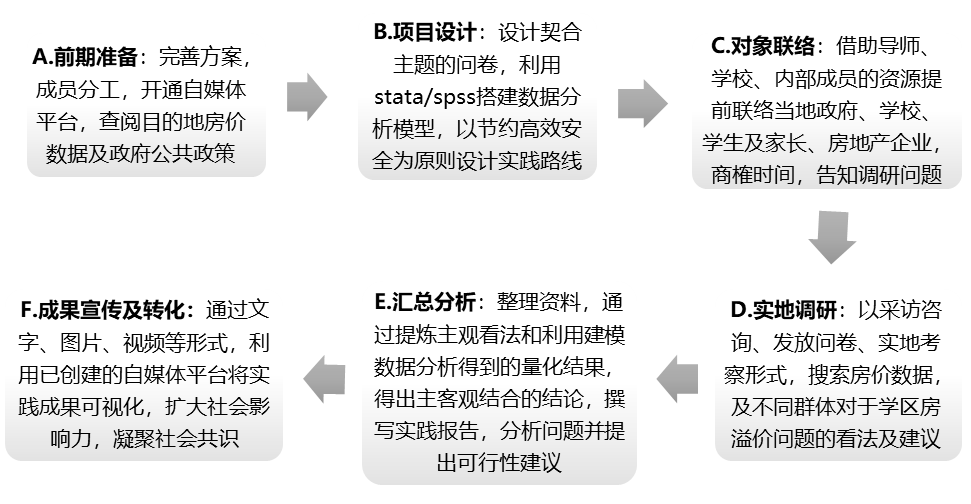 A.前期准备：完善方案，
成员分工，开通自媒体
平台，查阅目的地房价
数据及政府公共政策
B.项目设计：设计契合
主题的问卷，利用
stata/spss搭建数据分
析模型，以节约高效安
全为原则设计实践路线
C.对象联络：借助导师、
学校、内部成员的资源提
前联络当地政府、学校、
学生及家长、房地产企业，
商榷时间，告知调研问题
D.实地调研：以采访咨
询、发放问卷、实地考
察形式，搜索房价数据，
及不同群体对于学区房
溢价问题的看法及建议
E.汇总分析：整理资料，通
过提炼主观看法和利用建模
数据分析得到的量化结果，
得出主客观结合的结论，撰
写实践报告，分析问题并提
出可行性建议
F.成果宣传及转化：通过文
字、图片、视频等形式，利
用已创建的自媒体平台将实
践成果可视化，扩大社会影
响力，凝聚社会共识